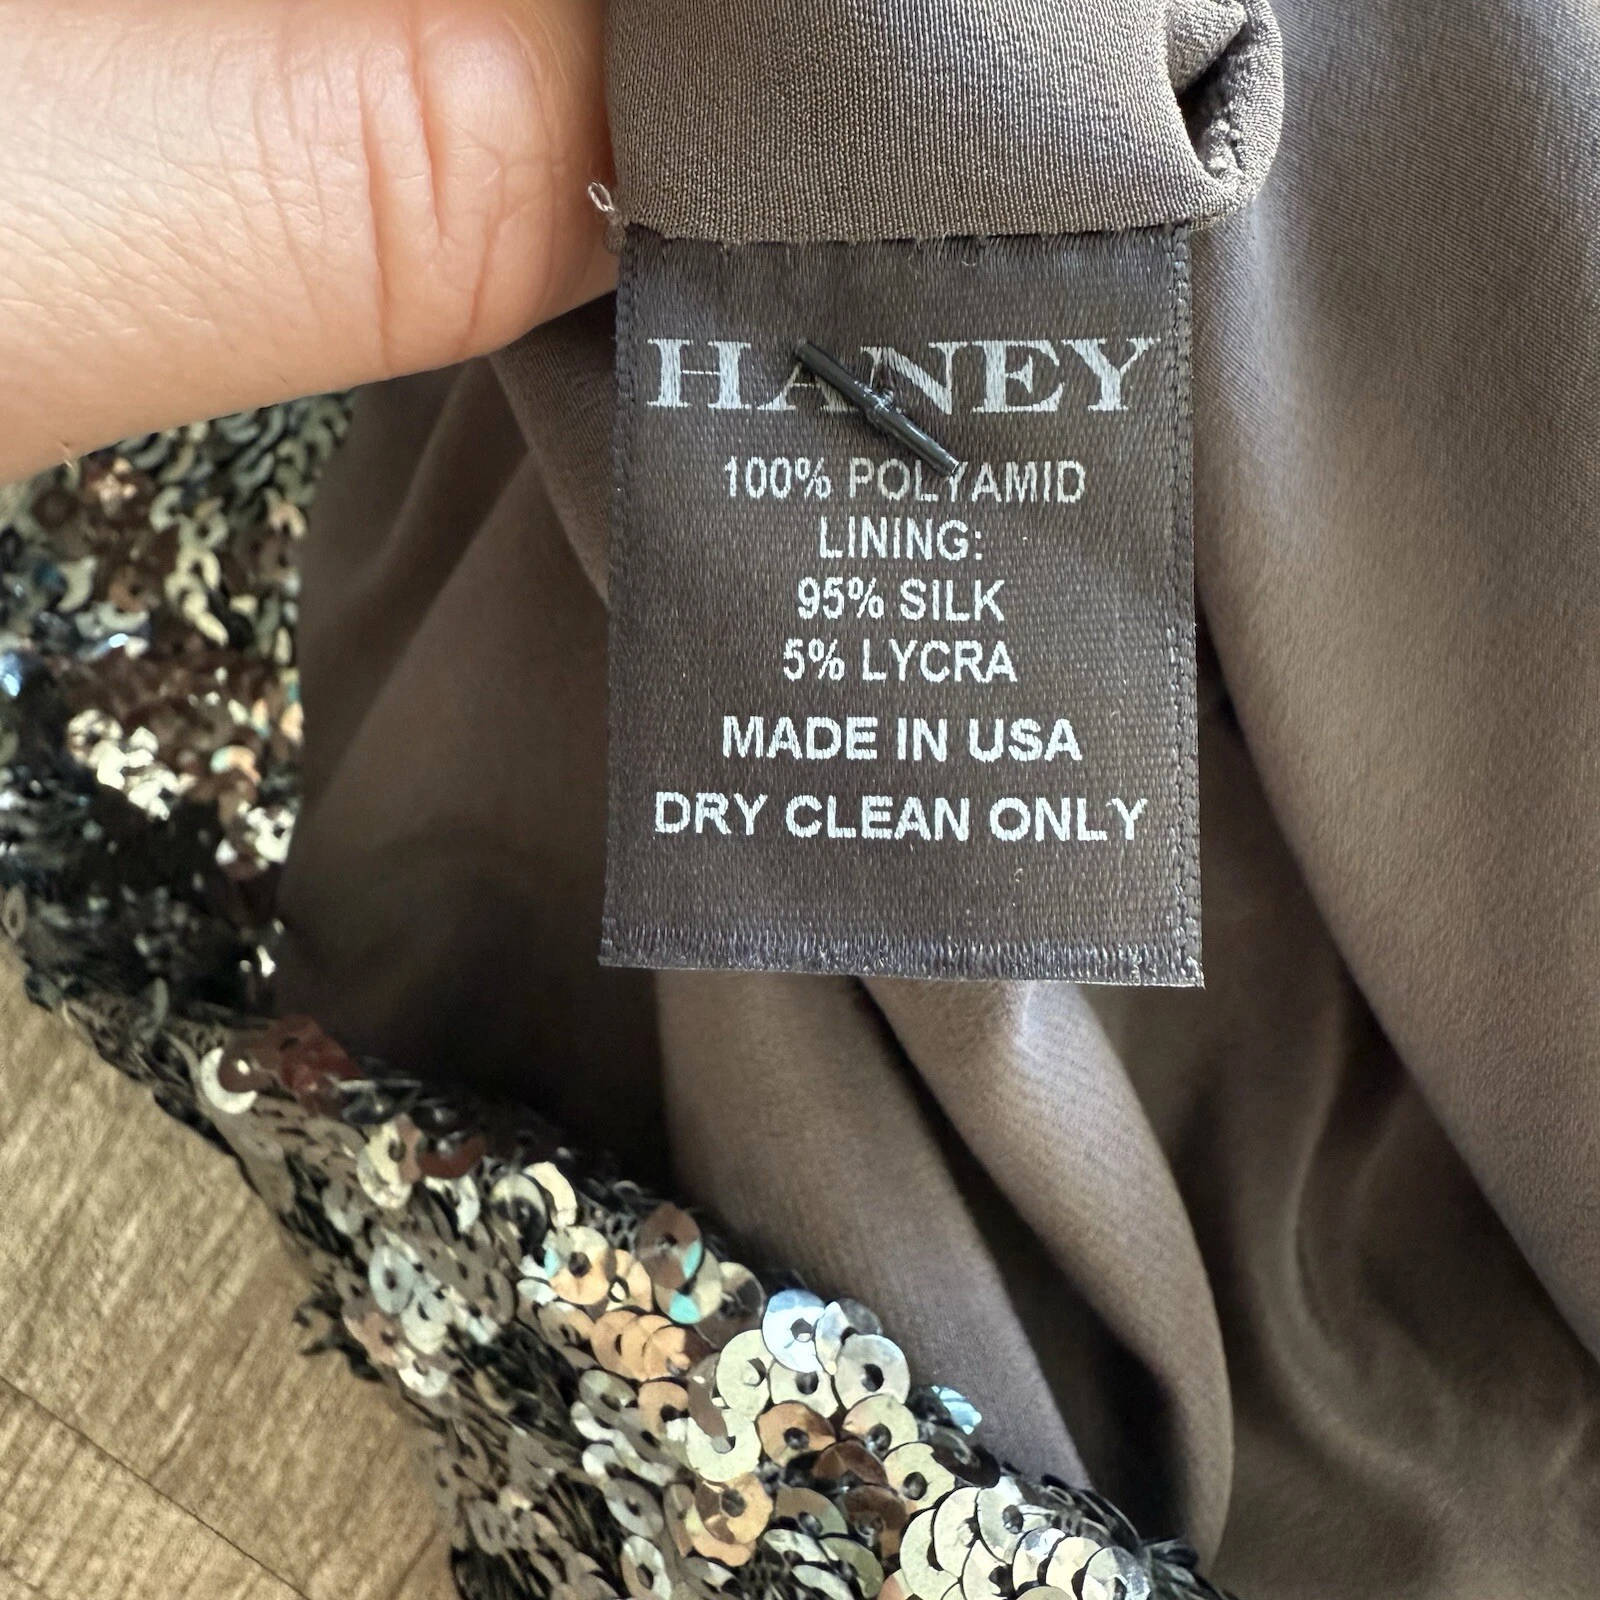 HANEY
100% POLYAMID
LINING:
95% SILK
5% LYCRA
MADE IN USA
DRY CLEAN ONLY